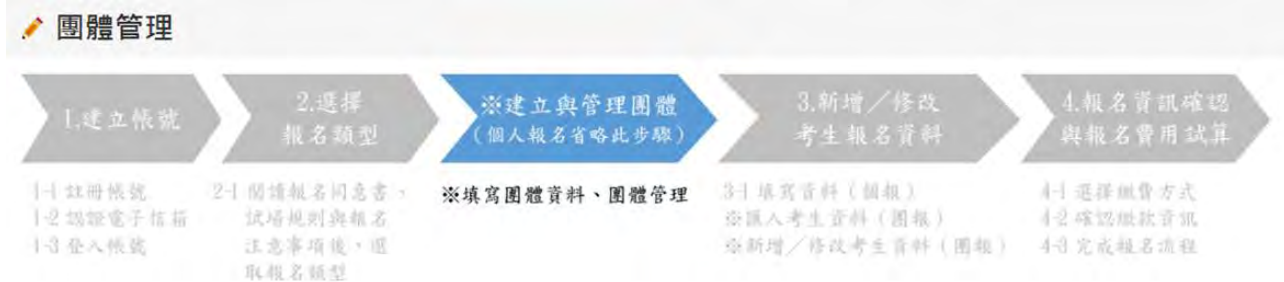 團體管理
1.建立帳號
2.選擇
報名類型
※建立與管理團體
(個人報名省略此步驟)
3.新增／修改
考生報名資料
4.報名資訊確認
與報名費用試算
1-1 註冊帳號
1-2 認證電子信箱
1-3 登入帳號
2-1 閱讀報名同意書、
試場規則與報名
注意事項後,選
取報名類型
※填寫團體資料、團體管理
3-1 填寫資料(個報)
※匯入考生資料(團報)
※新增／修改考生資料(團報)
4-1 選擇繳費方式
4-2 確認繳款資訊
4-3 完成報名流程